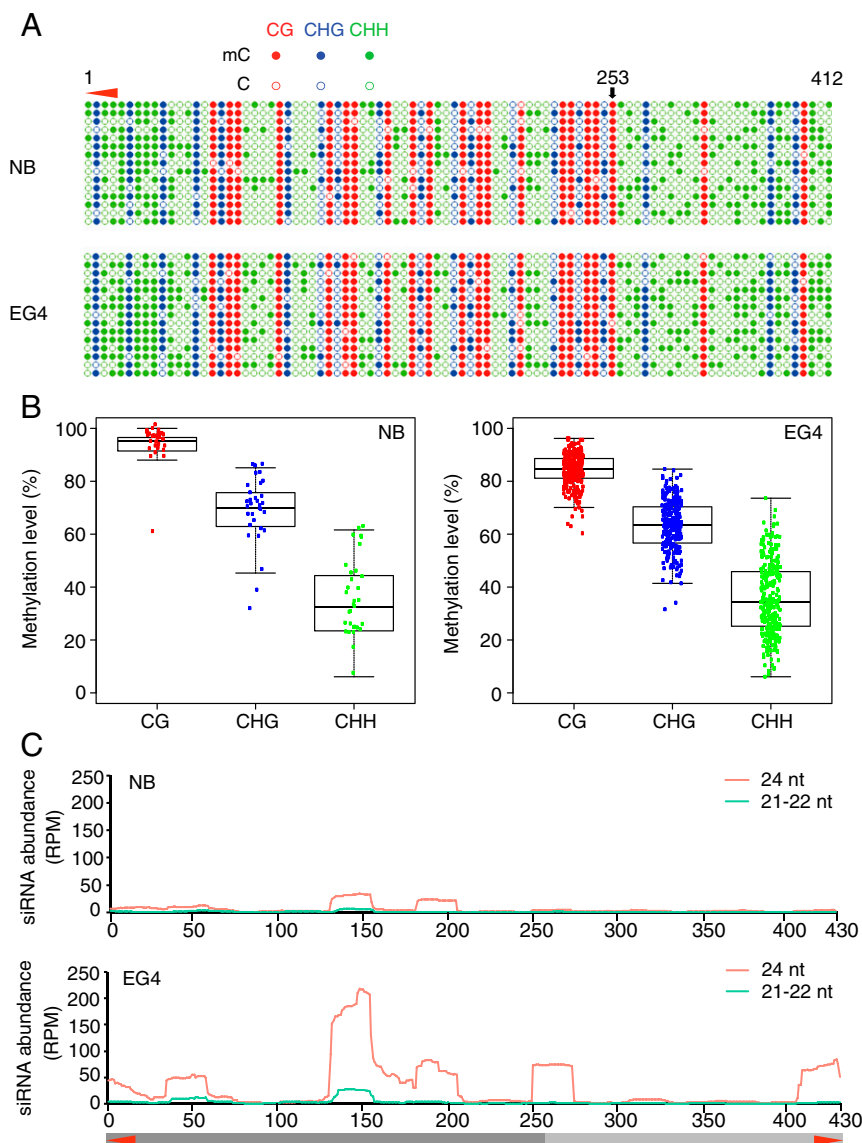 A
CG CHG CHH
mC
C
1 253 412
NB
EG4
B
Methylation level (%)
100
80
60
40
20
0
NB
CG CHG CHH
Methylation level (%)
100
80
60
40
20
0
EG4
CG CHG CHH
C
siRNA abundance
(RPM)
250
200
150
100
50
0
NB
24 nt
21-22 nt
0 50 100 150 200 250 300 350 400 430
siRNA abundance
(RPM)
250
200
150
100
50
0
EG4
24 nt
21-22 nt
0 50 100 150 200 250 300 350 400 430